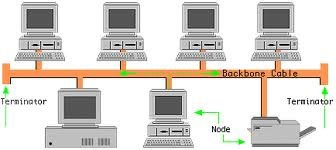 Backbone Cable
Terminator
Terminator
Node